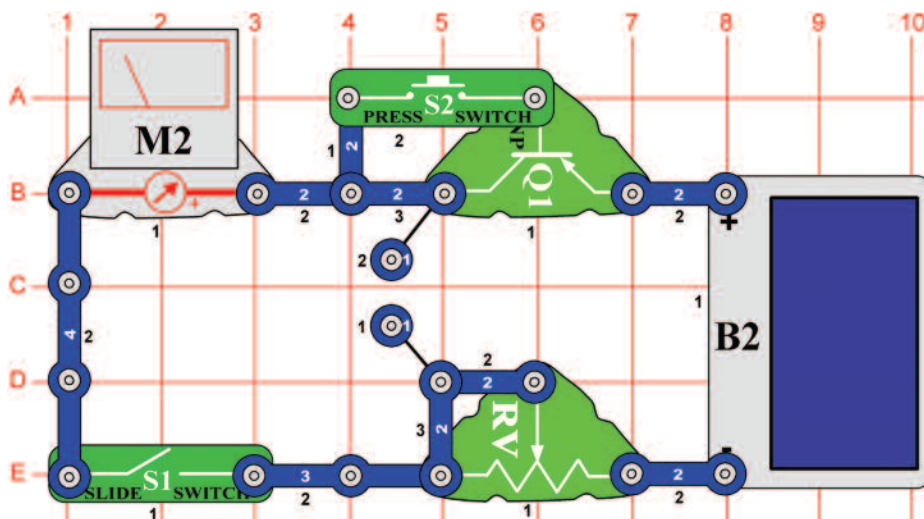 1 2 3 4 5 6 7 8 9 10
A
S2
PRESS SWITCH
M2
1 2 2
NP
B
2 2 Q1 2
+ +
1 2 3 1 2
2 1
C
4 2
1 1
1
B2
D
2
2
3 2
RV
-
E
S1 3 2
SLIDE SWITCH
1 2 1 2